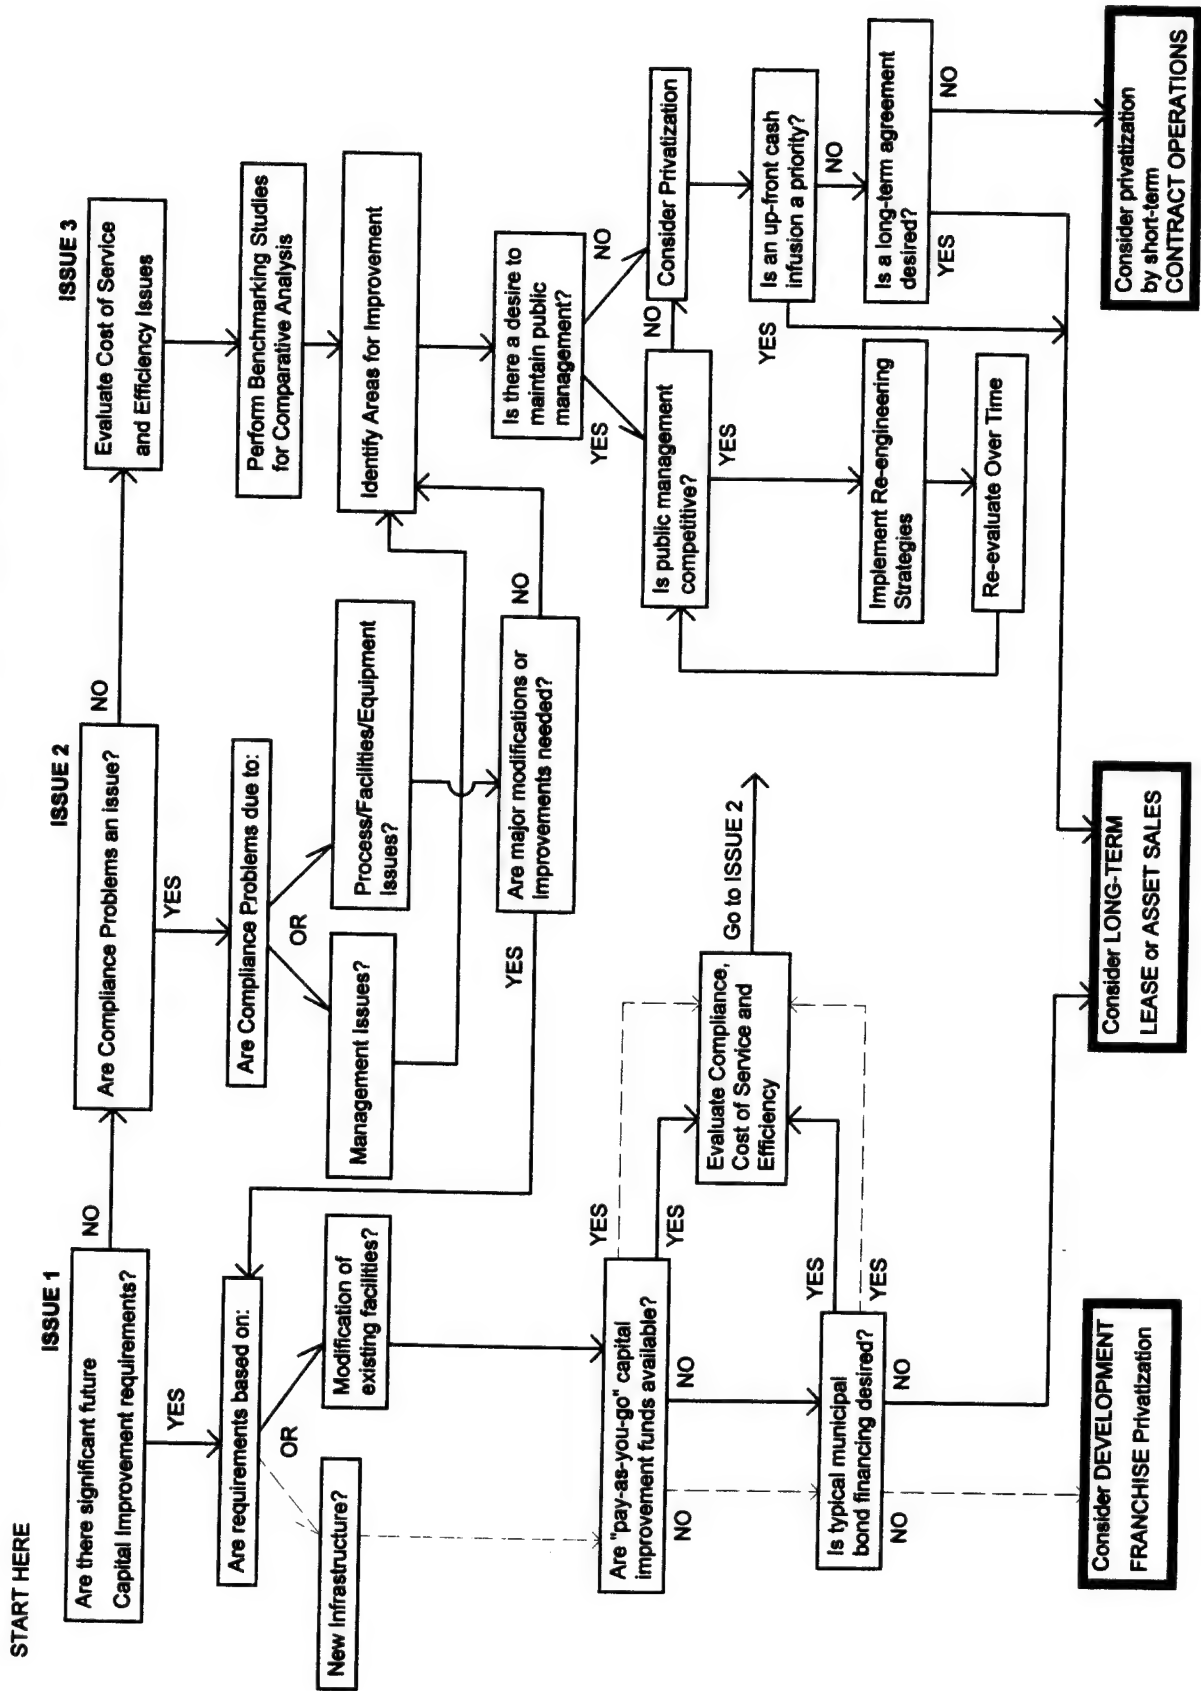 START HERE
ISSUE 1
Are there significant future
Capital Improvement requirements?
NO
YES
Are requirements based on:
OR
New Infrastructure?
Modification of
existing facilities?
Are "pay-as-you-go" capital
improvement funds available?
YES
YES
NO
NO
Is typical municipal
bond financing desired?
YES
YES
NO
NO
Evaluate Compliance,
Cost of Service and
Efficiency
Go to ISSUE 2
Consider DEVELOPMENT
FRANCHISE Privatization
ISSUE 2
Are Compliance Problems an issue?
NO
YES
Are Compliance Problems due to:
OR
Management Issues?
Process/Facilities/Equipment
Issues?
Are major modifications or
improvements needed?
YES
NO
Consider LONG-TERM
LEASE or ASSET SALES
ISSUE 3
Evaluate Cost of Service
and Efficiency Issues
Perform Benchmarking Studies
for Comparative Analysis
Identify Areas for Improvement
Is there a desire to
maintain public
management?
YES
NO
Is public management
competitive?
NO
YES
Consider Privatization
Implement Re-engineering
Strategies
Re-evaluate Over Time
Is an up-front cash
infusion a priority?
YES
NO
Is a long-term agreement
desired?
YES
NO
Consider privatization
by short-term
CONTRACT OPERATIONS